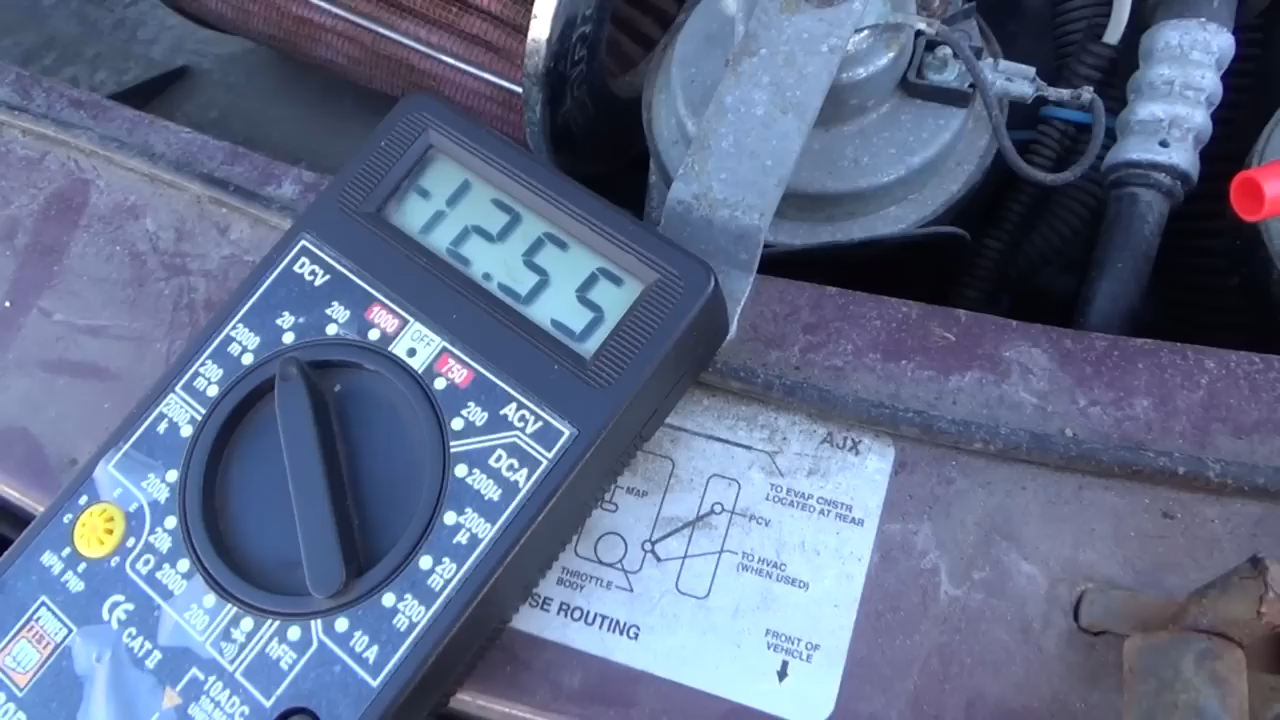 -12.55
DCV
200
1000
OFF
20
750
2000
m
200
ACV
200
m
DCA
2000
k
200µ
200k
2000
µ
20k
20
m
Ω
2000
200
m
200
10A
hFE
B
E
C
E
B
E
C
NPN PNP
CE
CAT II
10ADC
POWER
FIST
AJX
MAP
TO EVAP CNSTR
LOCATED AT REAR
PCV
TO HVAC
(WHEN USED)
THROTTLE
BODY
SE ROUTING
FRONT OF
VEHICLE